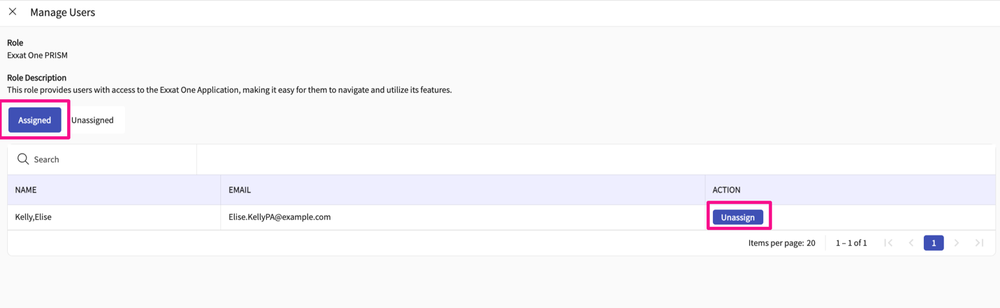 Manage Users
Role
Exxat One PRISM
Role Description
This role provides users with access to the Exxat One Application, making it easy for them to navigate and utilize its features.
Assigned Unassigned
Search
NAME EMAIL ACTION
Kelly,Elise Elise.KellyPA@example.com Unassign
Items per page: 20 1 – 1 of 1 1